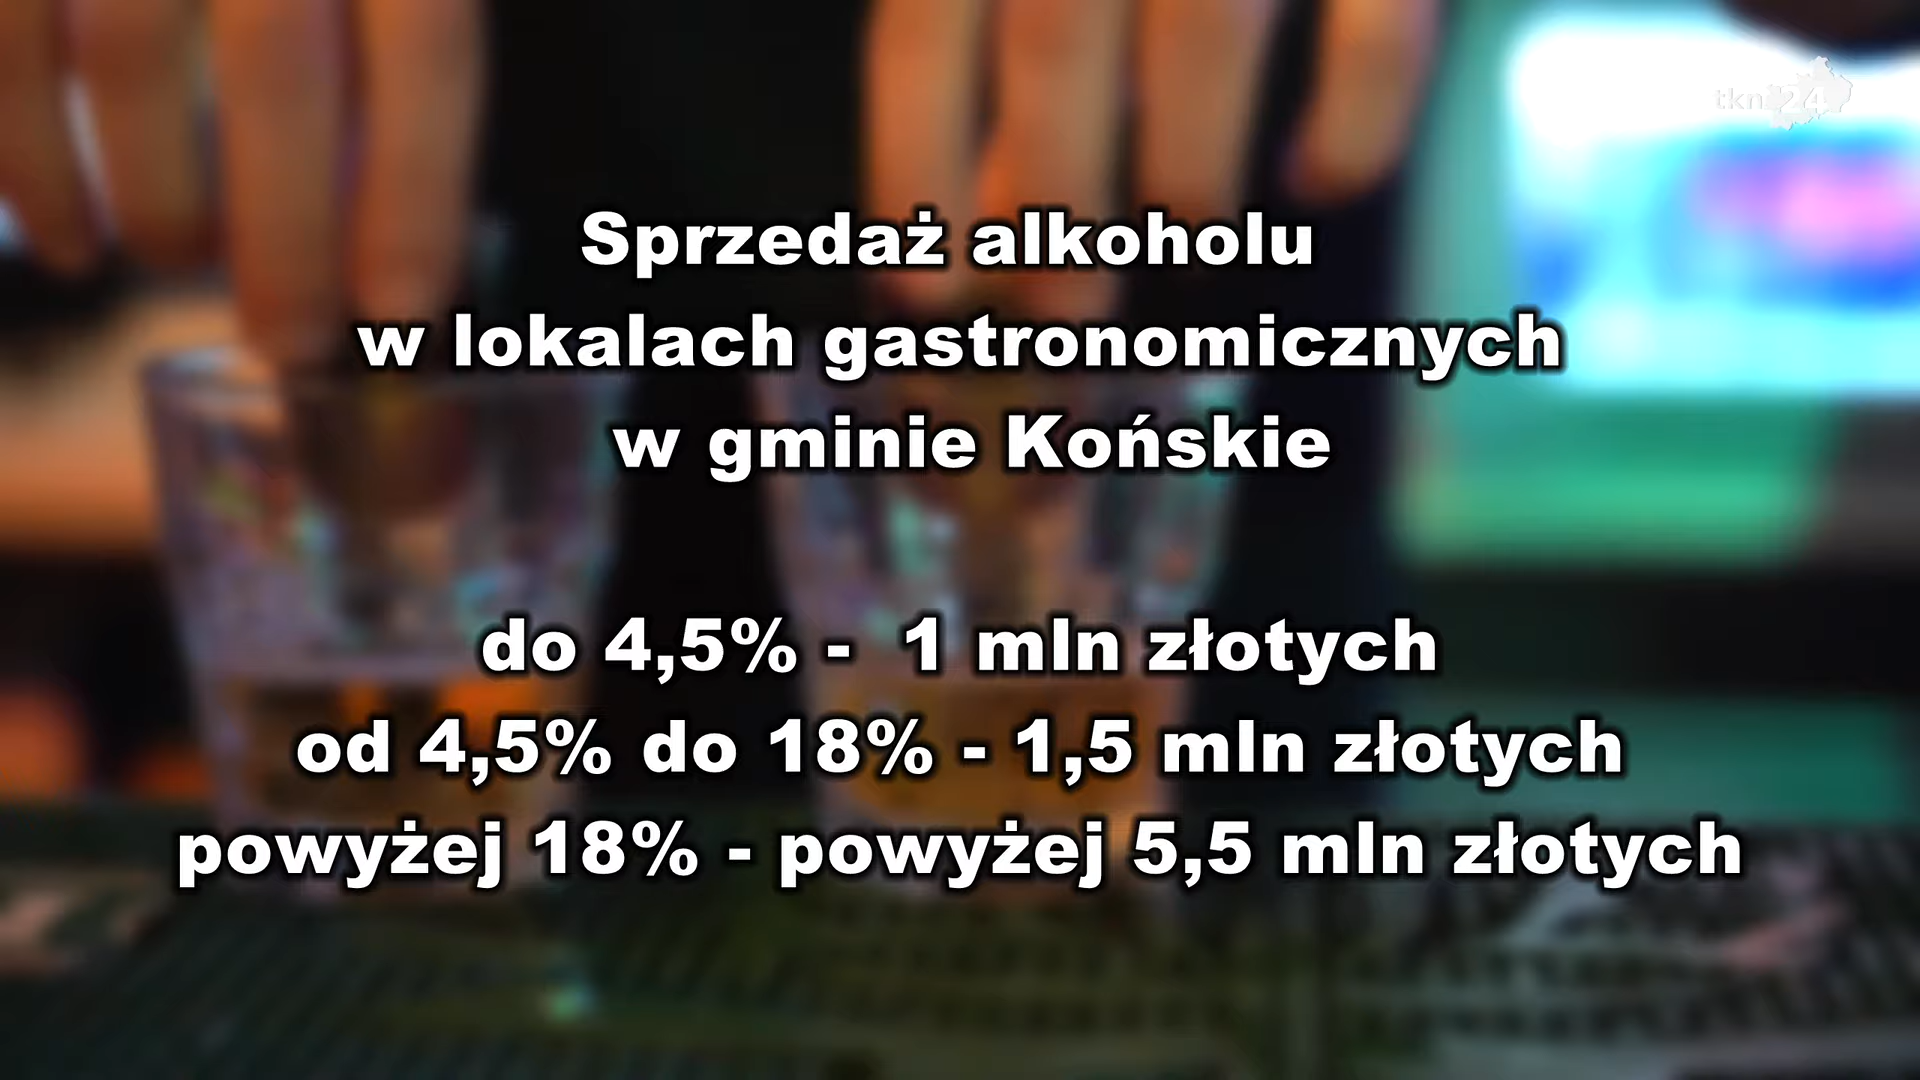 tkn24
Sprzedaż alkoholu
w lokalach gastronomicznych
w gminie Końskie
do 4,5% - 1 mln złotych
od 4,5% do 18% - 1,5 mln złotych
powyżej 18% - powyżej 5,5 mln złotych